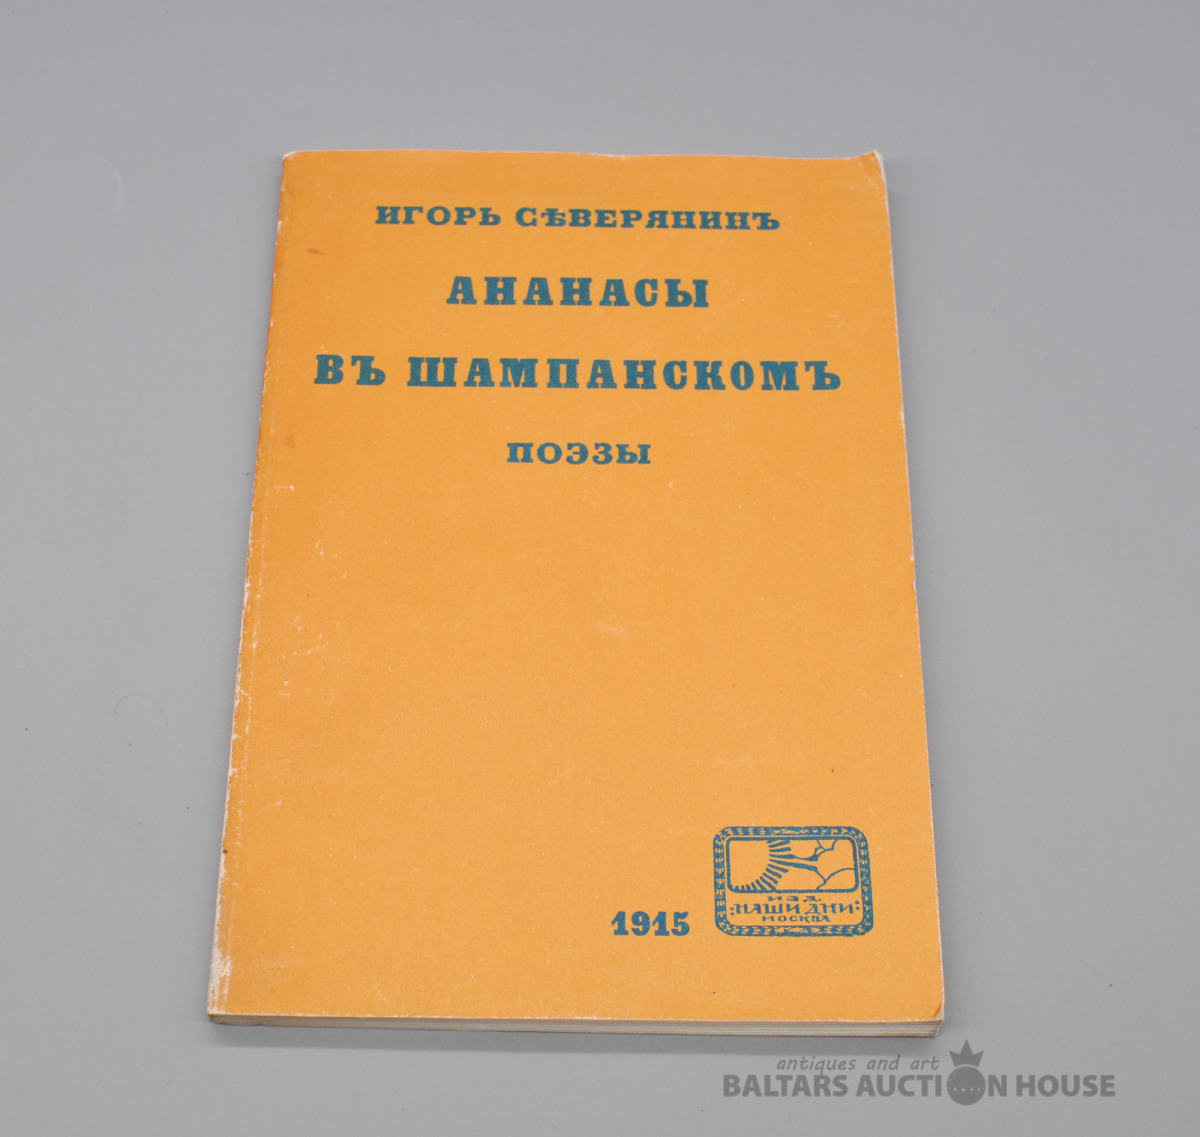 ИГОРЬ СѢВЕРЯНИНЪ
АНАНАСЫ
ВЪ ШАМПАНСКОМЪ
ПОЭЗЫ
1915
ИЗД.
"НАШИ ДНИ"
МОСКВА
antiques and art
BALTARS AUCTION HOUSE